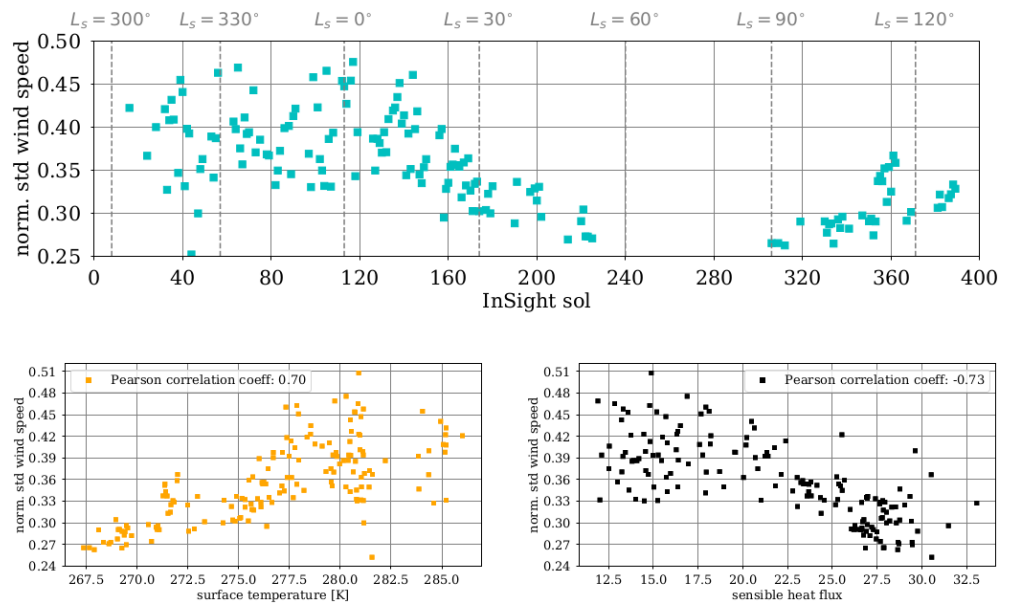 L_s = 300° L_s = 330° L_s = 0° L_s = 30° L_s = 60° L_s = 90° L_s = 120°
0.50
0.45
0.40
0.35
0.30
0.25
norm. std wind speed
0 40 80 120 160 200 240 280 320 360 400
InSight sol
0.51
0.48
0.45
0.42
0.39
0.36
0.33
0.30
0.27
0.24
norm. std wind speed
Pearson correlation coeff: 0.70
267.5 270.0 272.5 275.0 277.5 280.0 282.5 285.0
surface temperature [K]
0.51
0.48
0.45
0.42
0.39
0.36
0.33
0.30
0.27
0.24
norm. std wind speed
Pearson correlation coeff: -0.73
12.5 15.0 17.5 20.0 22.5 25.0 27.5 30.0 32.5
sensible heat flux